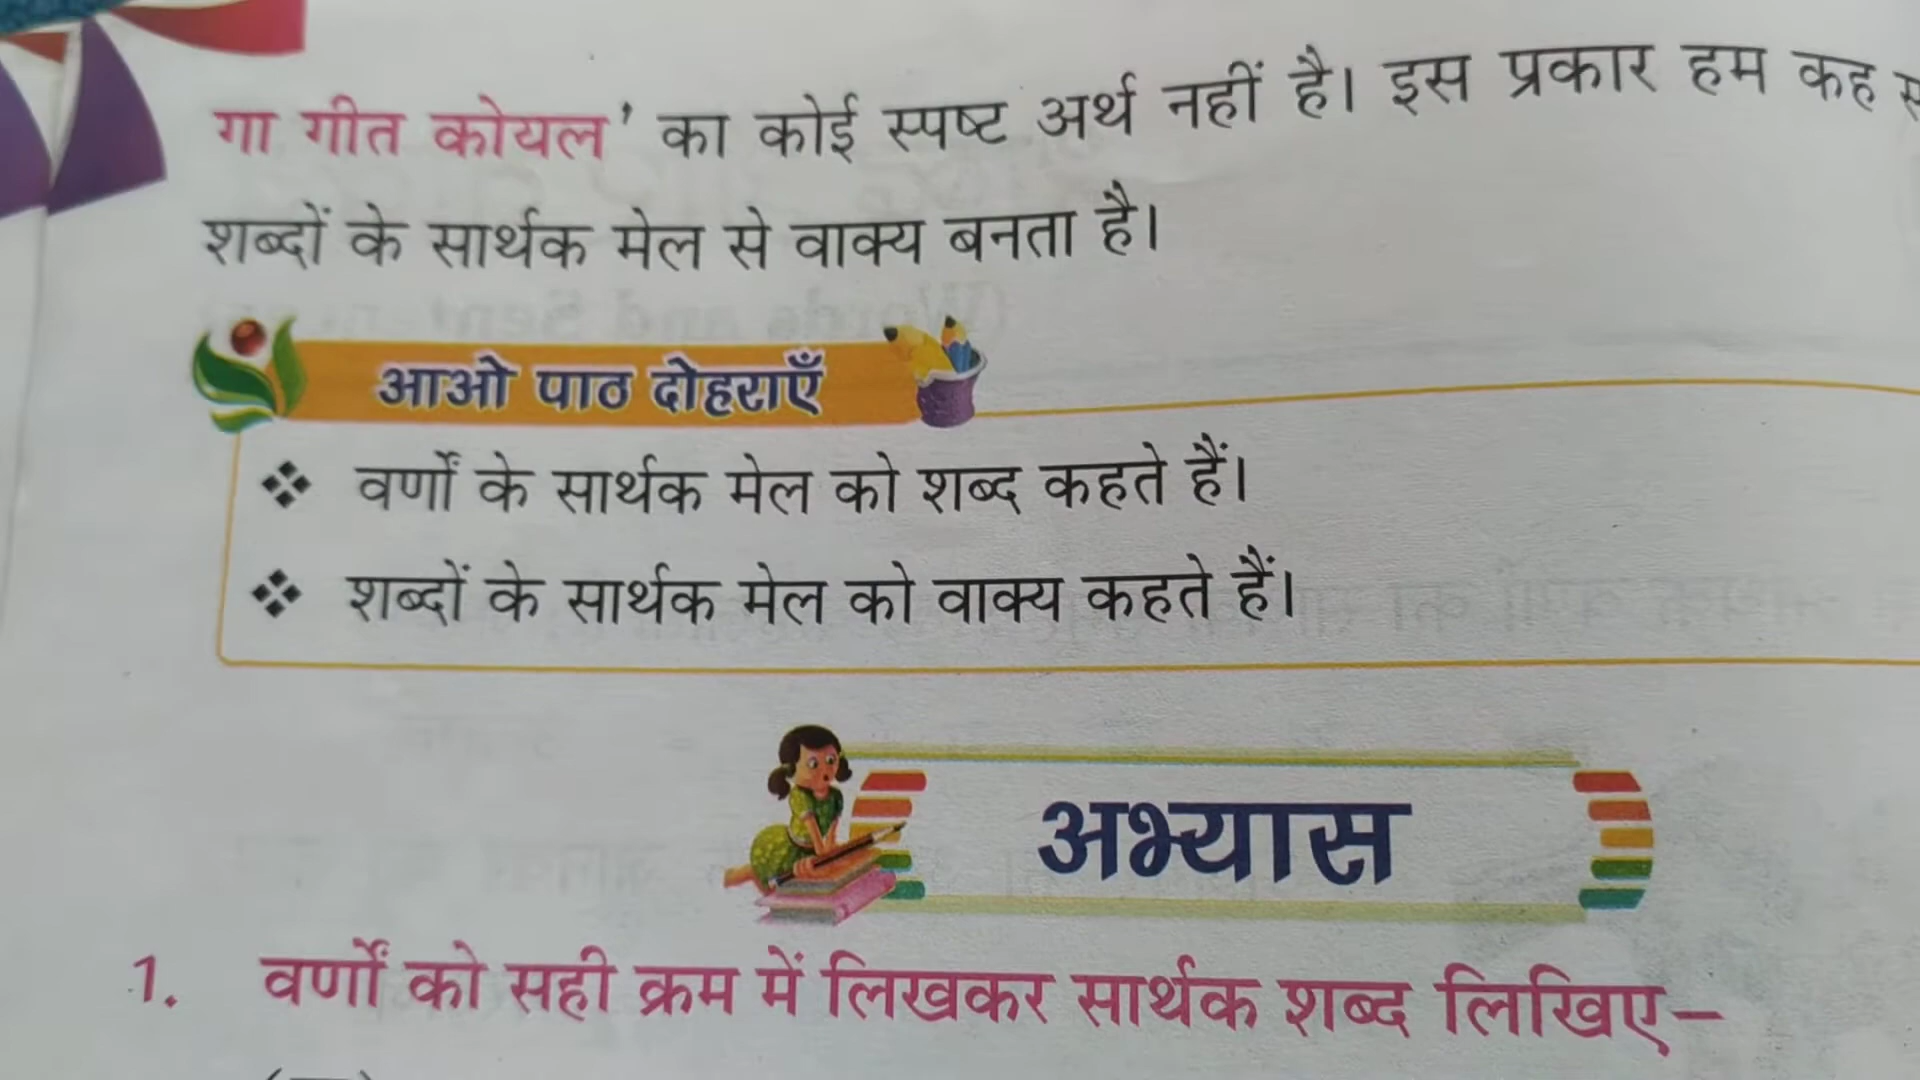 गा गीत कोयल' का कोई स्पष्ट अर्थ नहीं है। इस प्रकार हम कह
शब्दों के सार्थक मेल से वाक्य बनता है।
आओ पाठ दोहराएँ
❖ वर्णों के सार्थक मेल को शब्द कहते हैं।
❖ शब्दों के सार्थक मेल को वाक्य कहते हैं।
अभ्यास
1. वर्णों को सही क्रम में लिखकर सार्थक शब्द लिखिए–